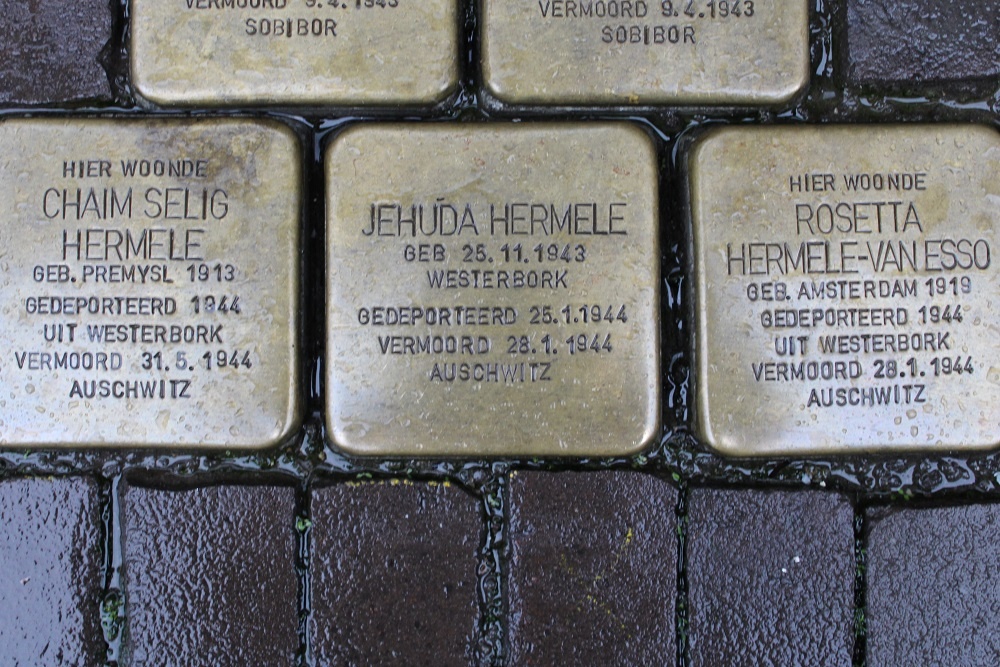 VERMOORD 9.4.1943
SOBIBOR
VERMOORD 9.4.1943
SOBIBOR
HIER WOONDE
CHAIM SELIG
HERMELE
GEB. PREMYSL 1913
GEDEPORTEERD 1944
UIT WESTERBORK
VERMOORD 31.5.1944
AUSCHWITZ
JEHUDA HERMELE
GEB 25.11.1943
WESTERBORK
GEDEPORTEERD 25.1.1944
VERMOORD 28.1.1944
AUSCHWITZ
HIER WOONDE
ROSETTA
HERMELE-VAN ESSO
GEB. AMSTERDAM 1919
GEDEPORTEERD 1944
UIT WESTERBORK
VERMOORD 28.1.1944
AUSCHWITZ